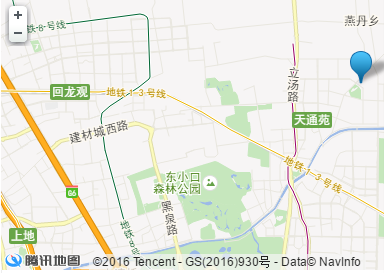 燕丹乡
+
−
地铁-8-号线
立汤路
回龙观
地铁-1-3号线
天通苑
建材城西路
地铁-1-3号线
东小口
森林公园
G6
黑泉路
上地
地铁-8-号
腾讯地图
©2016 Tencent - GS(2016)930号 - Data© NavInfo